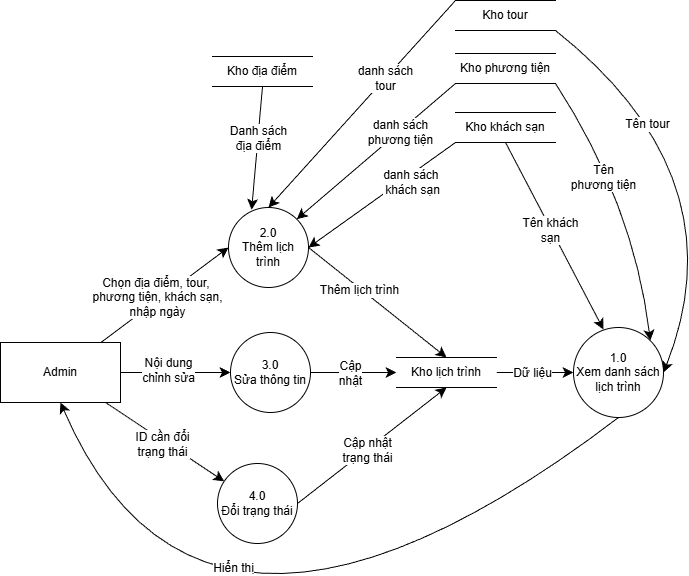 Kho tour
Kho địa điểm
danh sách
tour
Kho phương tiện
Danh sách
địa điểm
danh sách
phương tiện
Kho khách sạn
Tên tour
danh sách
khách sạn
Tên
phương tiện
2.0
Thêm lịch
trình
Tên khách
sạn
Chọn địa điểm, tour,
phương tiện, khách sạn,
nhập ngày
Thêm lịch trình
Admin
Nội dung
chỉnh sửa
3.0
Sửa thông tin
Cập
nhật
Kho lịch trình
Dữ liệu
1.0
Xem danh sách
lịch trình
ID cần đổi
trạng thái
Cập nhật
trạng thái
4.0
Đổi trạng thái
Hiển thị